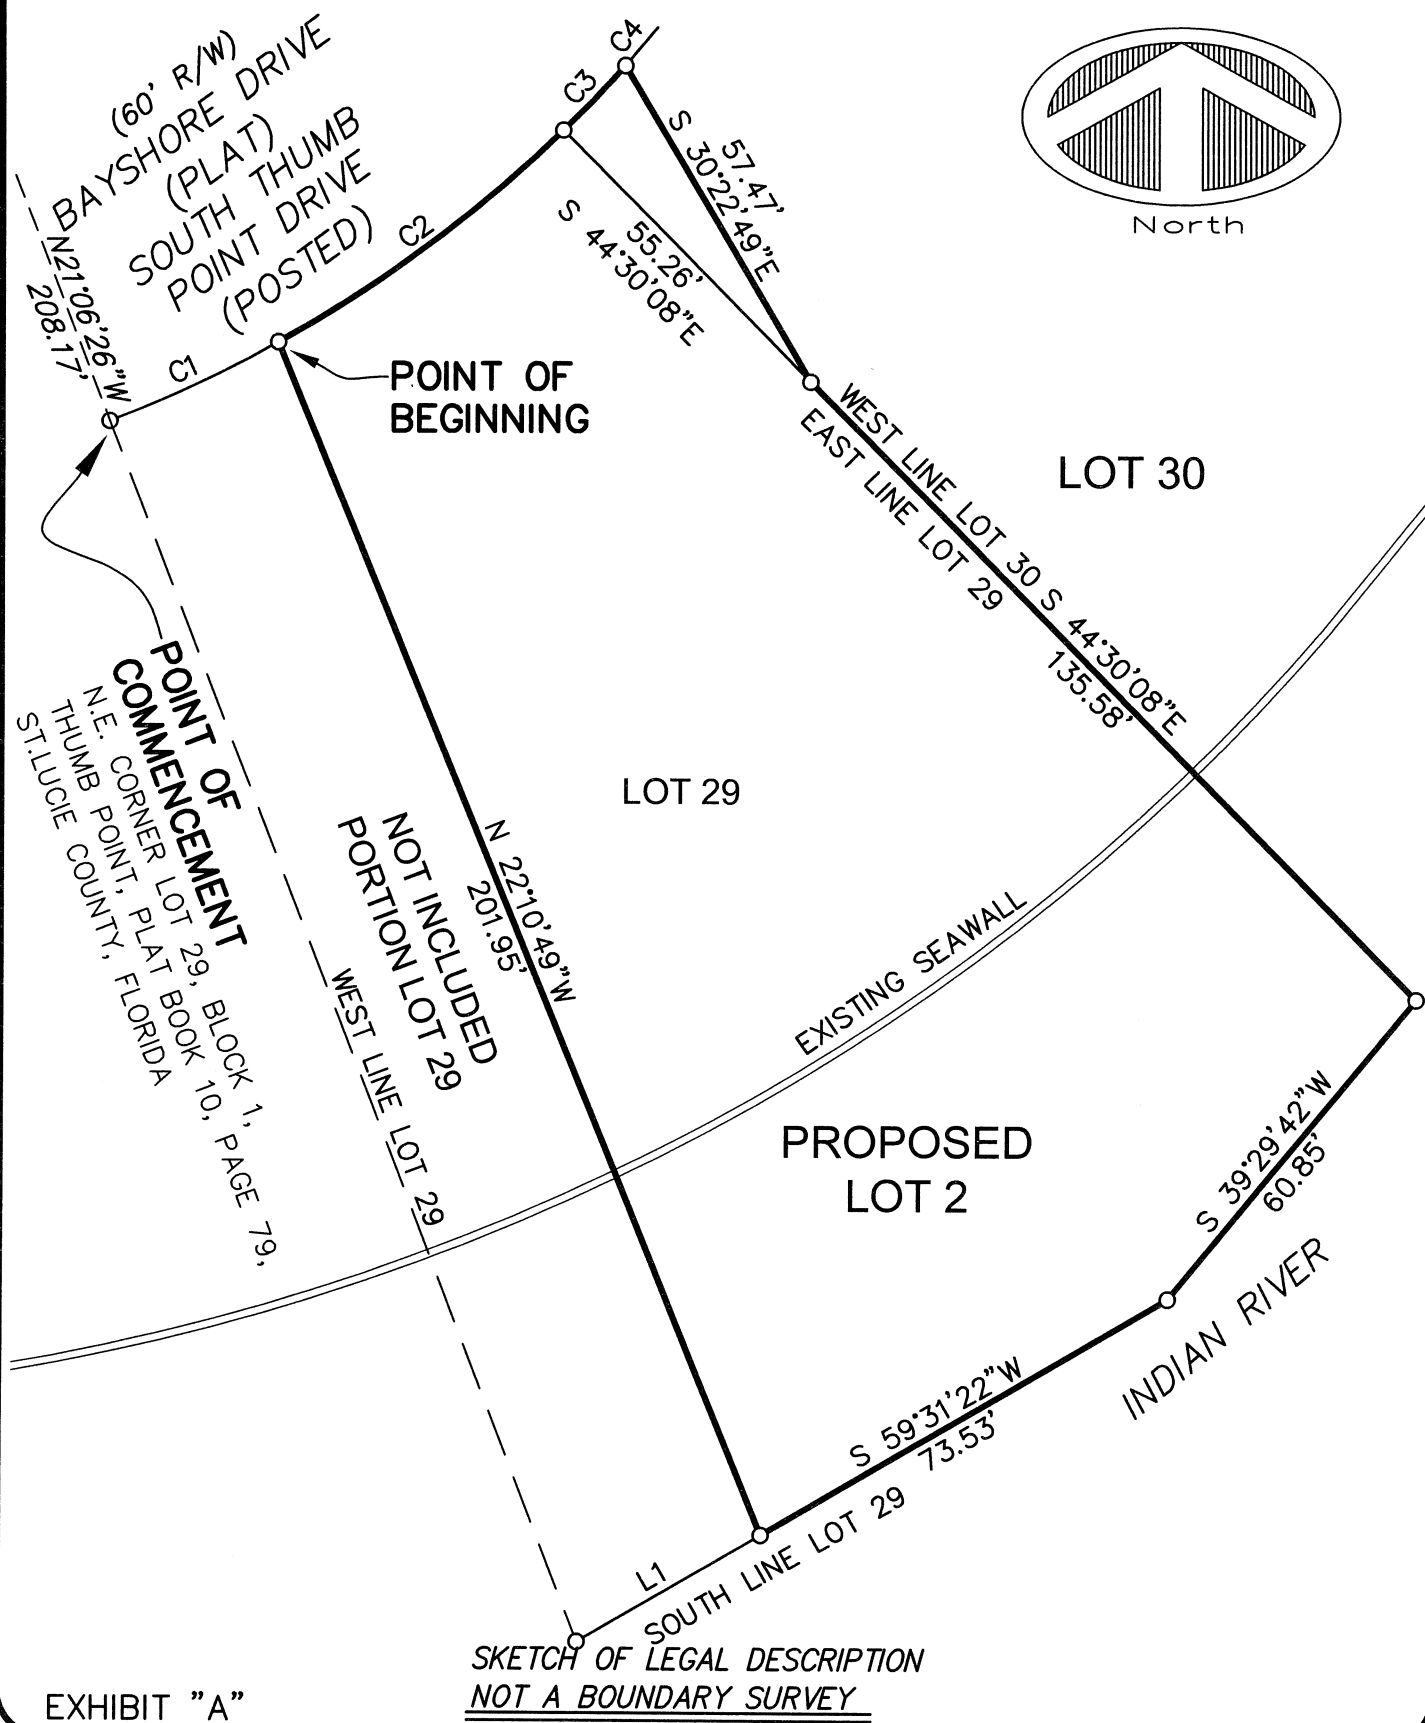 (60' R/W)
BAYSHORE DRIVE
(PLAT)
SOUTH THUMB
POINT DRIVE
(POSTED)
C4
C3
C2
C1
North
N21°06'26"W
208.17'
57.47'
S 30°22'49"E
55.26'
S 44°30'08"E
POINT OF
BEGINNING
WEST LINE LOT 30 S 44°30'08"E
EAST LINE LOT 29
135.58'
LOT 30
POINT OF
COMMENCEMENT
N.E. CORNER LOT 29, BLOCK 1,
THUMB POINT, PLAT BOOK 10, PAGE 79,
ST.LUCIE COUNTY, FLORIDA
LOT 29
N 22°10'49"W
201.95'
NOT INCLUDED
PORTION LOT 29
WEST LINE LOT 29
EXISTING SEAWALL
PROPOSED
LOT 2
S 39°29'42"W
60.85'
INDIAN RIVER
S 59°31'22"W
73.53'
L1
SOUTH LINE LOT 29
SKETCH OF LEGAL DESCRIPTION
NOT A BOUNDARY SURVEY
EXHIBIT "A"